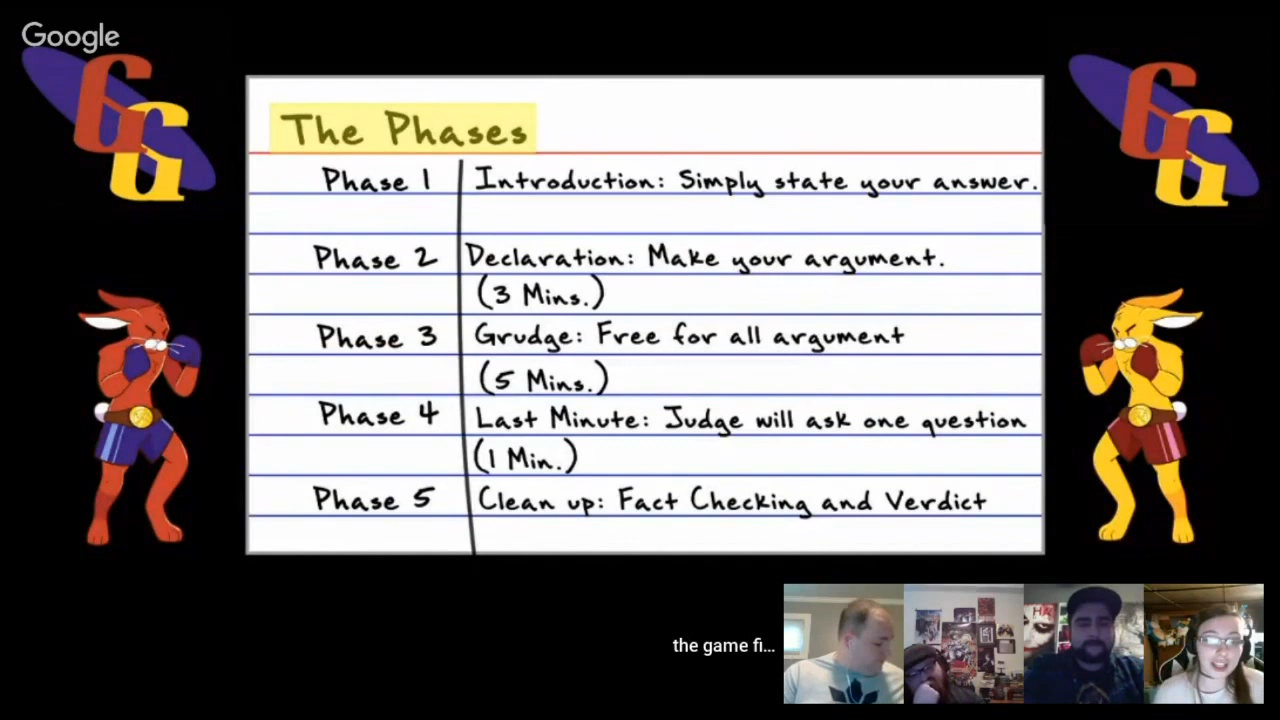 Google
G
G
G
G
The Phases
Phase 1 Introduction: Simply state your answer.
Phase 2 Declaration: Make your argument.
(3 Mins.)
Phase 3 Grudge: Free for all argument
(5 Mins.)
Phase 4 Last Minute: Judge will ask one question
(1 Min.)
Phase 5 Clean up: Fact Checking and Verdict
the game fi...
HA